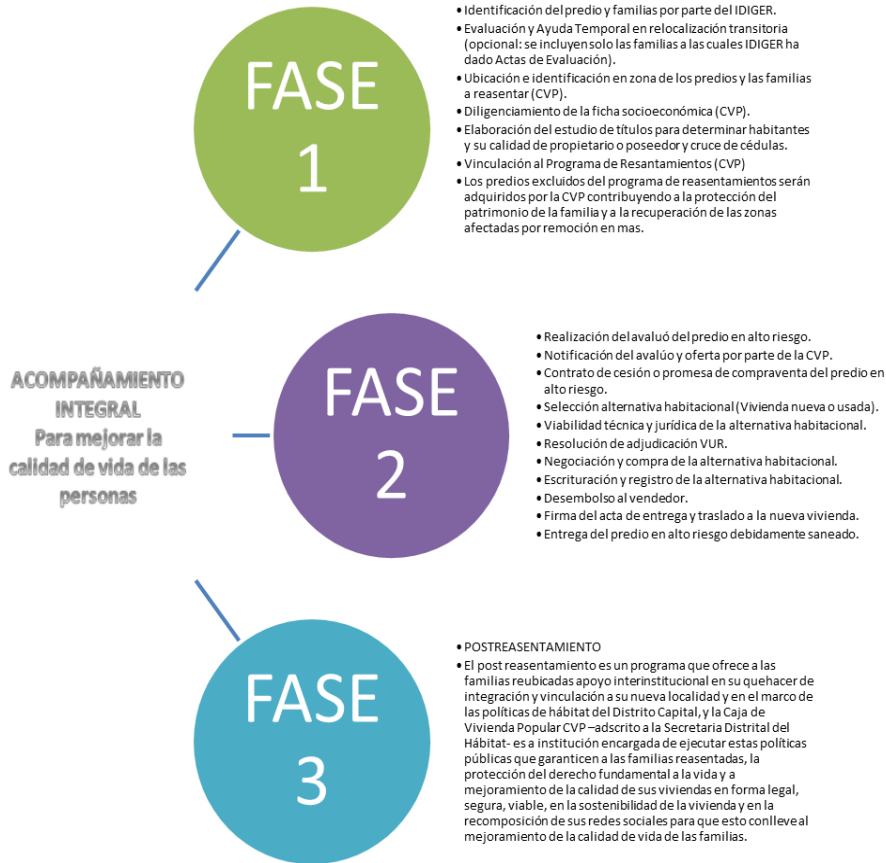 FASE
1
• Identificación del predio y familias por parte del IDIGER.
• Evaluación y Ayuda Temporal en relocalización transitoria
(opcional: se incluyen solo las familias a las cuales IDIGER ha
dado Actas de Evaluación).
• Ubicación e identificación en zona de los predios y las familias
a reasentar (CVP).
• Diligenciamiento de la ficha socioeconómica (CVP).
• Elaboración del estudio de títulos para determinar habitantes
y su calidad de propietario o poseedor y cruce de cédulas.
• Vinculación al Programa de Resantamientos (CVP)
• Los predios excluidos del programa de reasentamientos serán
adquiridos por la CVP contribuyendo a la protección del
patrimonio de la familia y a la recuperación de las zonas
afectadas por remoción en mas.
ACOMPAÑAMIENTO
INTEGRAL
Para mejorar la
calidad de vida de las
personas
FASE
2
• Realización del avaluó del predio en alto riesgo.
• Notificación del avalúo y oferta por parte de la CVP.
• Contrato de cesión o promesa de compraventa del predio en
alto riesgo.
• Selección alternativa habitacional (Vivienda nueva o usada).
• Viabilidad técnica y jurídica de la alternativa habitacional.
• Resolución de adjudicación VUR.
• Negociación y compra de la alternativa habitacional.
• Escrituración y registro de la alternativa habitacional.
• Desembolso al vendedor.
• Firma del acta de entrega y traslado a la nueva vivienda.
• Entrega del predio en alto riesgo debidamente saneado.
FASE
3
• POSTREASENTAMIENTO
• El post reasentamiento es un programa que ofrece a las
familias reubicadas apoyo interinstitucional en su quehacer de
integración y vinculación a su nueva localidad y en el marco de
las políticas de hábitat del Distrito Capital, y la Caja de
Vivienda Popular CVP –adscrito a la Secretaria Distrital del
Hábitat- es a institución encargada de ejecutar estas políticas
públicas que garanticen a las familias reasentadas, la
protección del derecho fundamental a la vida y a
mejoramiento de la calidad de sus viviendas en forma legal,
segura, viable, en la sostenibilidad de la vivienda y en la
recomposición de sus redes sociales para que esto conlleve al
mejoramiento de la calidad de vida de las familias.